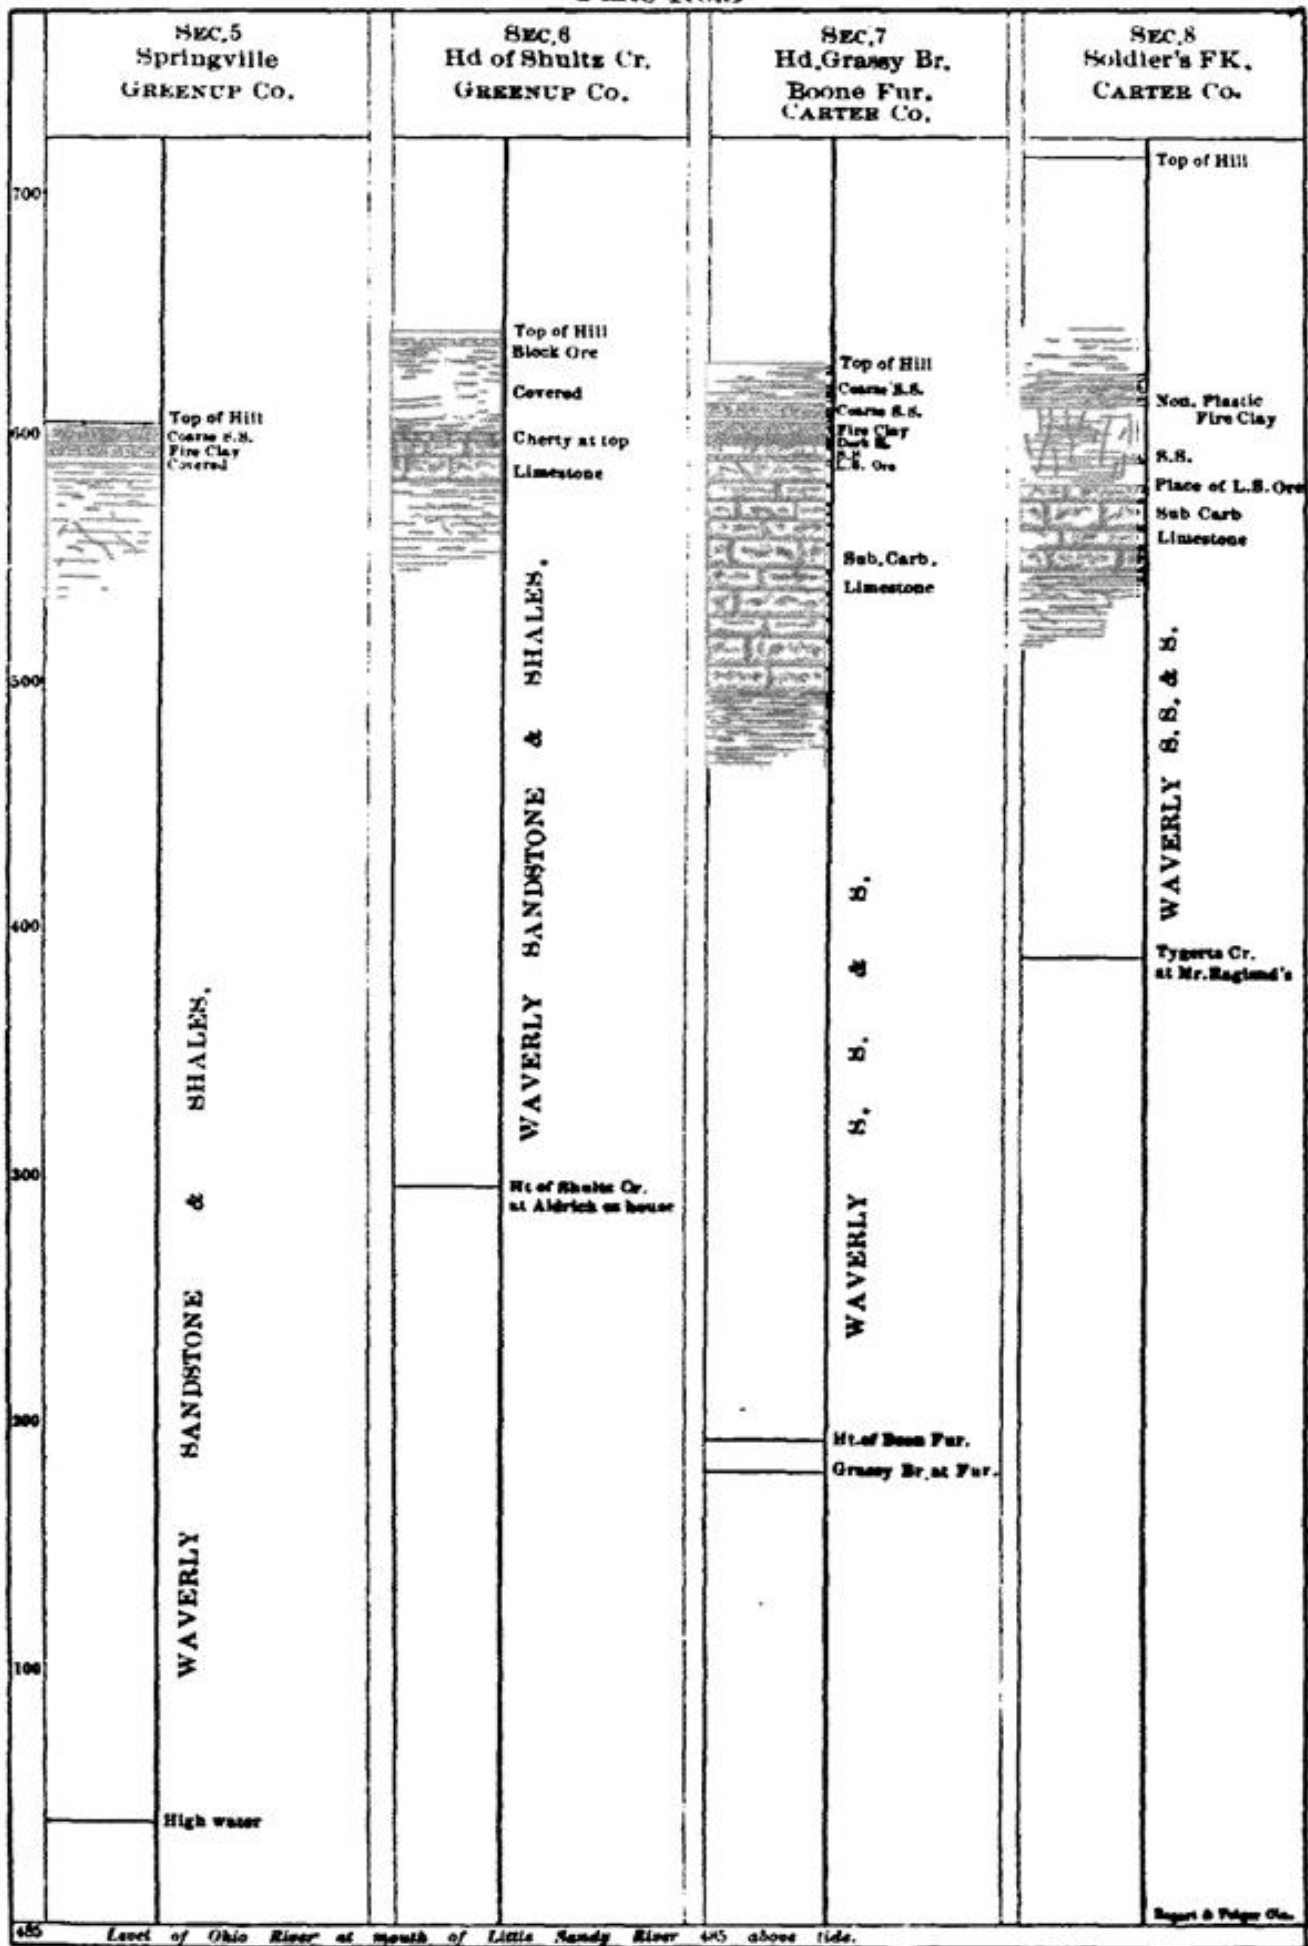 SEC. 5
Springville
GREENUP CO.
SEC. 6
Hd of Shultz Cr.
GREENUP CO.
SEC. 7
Hd. Grassy Br.
Boone Fur.
CARTER CO.
SEC. 8
Soldier's FK.
CARTER CO.
700
600
500
400
300
200
100
485
Top of Hill
Coarse S.S.
Fire Clay
Covered
WAVERLY SANDSTONE & SHALES.
High water
Top of Hill
Block Ore
Covered
Cherty at top
Limestone
WAVERLY SANDSTONE & SHALES.
Ht of Shultz Cr.
at Aldrich house
Top of Hill
Coarse S.S.
Coarse S.S.
Fire Clay
Dark
L.S. Ore
Sub. Carb.
Limestone
WAVERLY S. S. & S.
Ht. of Boon Fur.
Grassy Br. at Fur.
Top of Hill
Non. Plastic
Fire Clay
S.S.
Place of L.S. Ore
Sub Carb
Limestone
WAVERLY S.S. & S.
Tygerts Cr.
at Mr. Ragland's
Level of Ohio River at mouth of Little Sandy River 485 above tide.